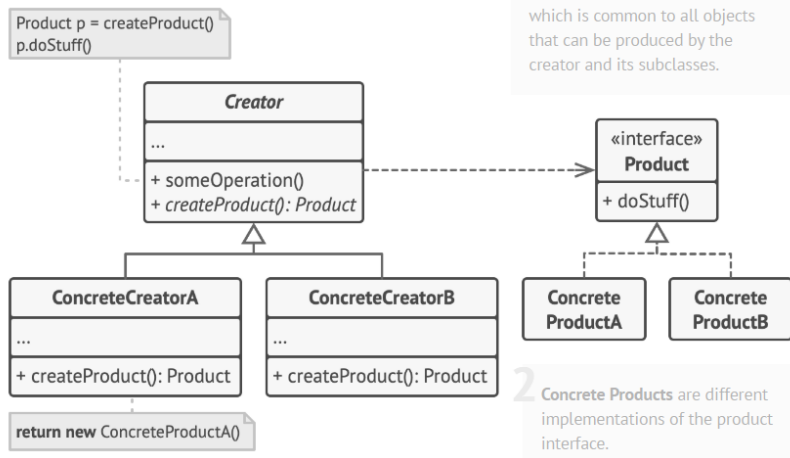 Product p = createProduct()
p.doStuff()
which is common to all objects
that can be produced by the
creator and its subclasses.
Creator
...
+ someOperation()
+ createProduct(): Product
«interface»
Product
+ doStuff()
ConcreteCreatorA
...
+ createProduct(): Product
ConcreteCreatorB
...
+ createProduct(): Product
Concrete
ProductA
Concrete
ProductB
return new ConcreteProductA()
2 Concrete Products are different
implementations of the product
interface.